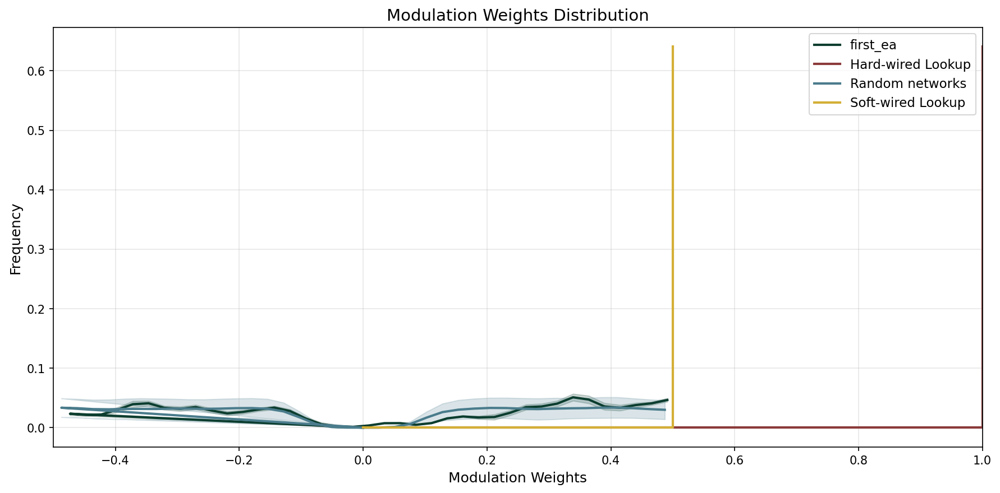 Modulation Weights Distribution
first_ea
Hard-wired Lookup
Random networks
Soft-wired Lookup
Frequency
0.6
0.5
0.4
0.3
0.2
0.1
0.0
−0.4 −0.2 0.0 0.2 0.4 0.6 0.8 1.0
Modulation Weights